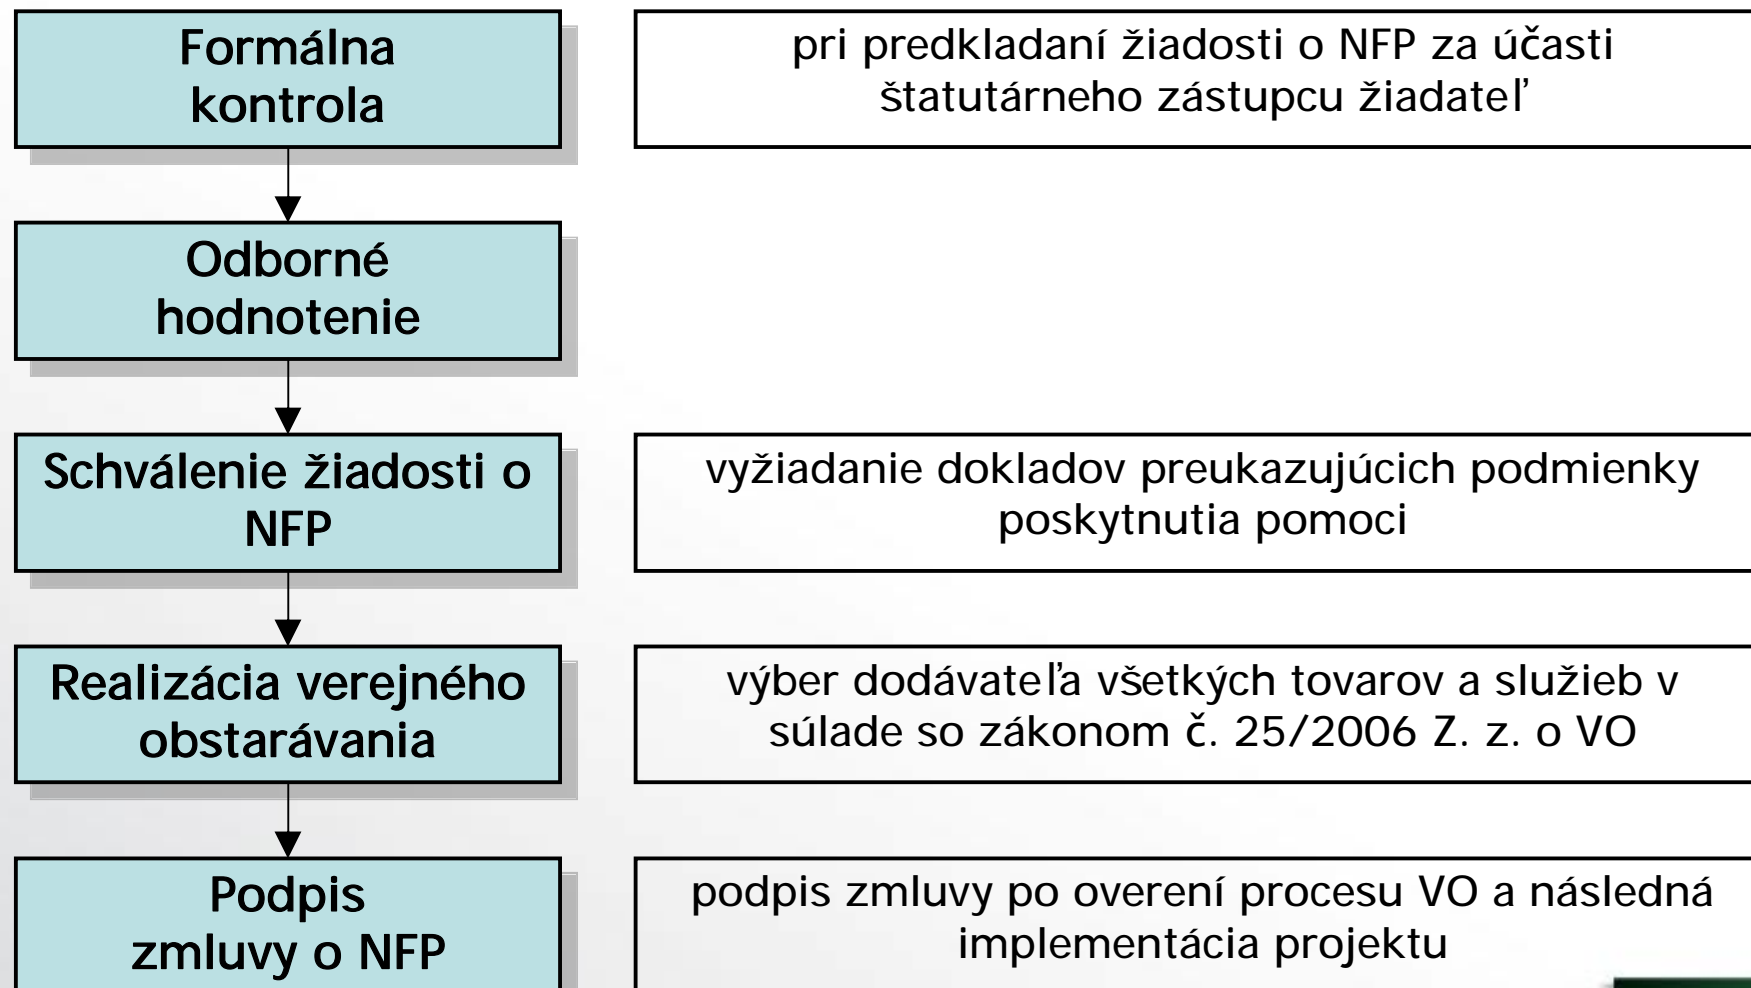 Formálna
kontrola
pri predkladaní žiadosti o NFP za účasti
štatutárneho zástupcu žiadateľ
Odborné
hodnotenie
Schválenie žiadosti o
NFP
vyžiadanie dokladov preukazujúcich podmienky
poskytnutia pomoci
Realizácia verejného
obstarávania
výber dodávateľa všetkých tovarov a služieb v
súlade so zákonom č. 25/2006 Z. z. o VO
Podpis
zmluvy o NFP
podpis zmluvy po overení procesu VO a následná
implementácia projektu